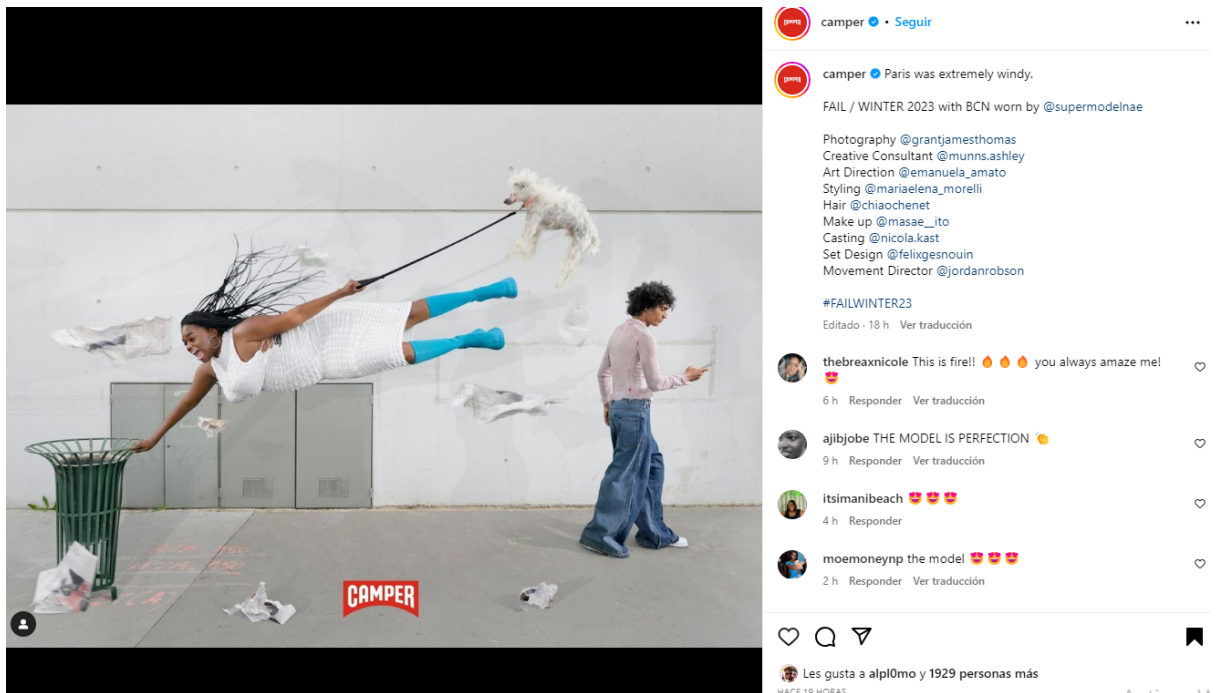 camper • Seguir
camper Paris was extremely windy.
FAIL / WINTER 2023 with BCN worn by @supermodelnae
Photography @grantjamesthomas
Creative Consultant @munns.ashley
Art Direction @emanuela_amato
Styling @mariaelena_morelli
Hair @chiaochenet
Make up @masae__ito
Casting @nicola.kast
Set Design @felixgesnouin
Movement Director @jordanrobson
#FAILWINTER23
Editado · 18 h Ver traducción
thebreaxnicole This is fire!! 🔥 🔥 🔥 you always amaze me!
😍
6 h Responder Ver traducción
ajibjobe THE MODEL IS PERFECTION 👏
9 h Responder Ver traducción
itsimanibeach 😍 😍 😍
4 h Responder
moemoneynp the model 😍 😍 😍
2 h Responder Ver traducción
Les gusta a alpl0mo y 1929 personas más
HACE 19 HORAS
CAMPER